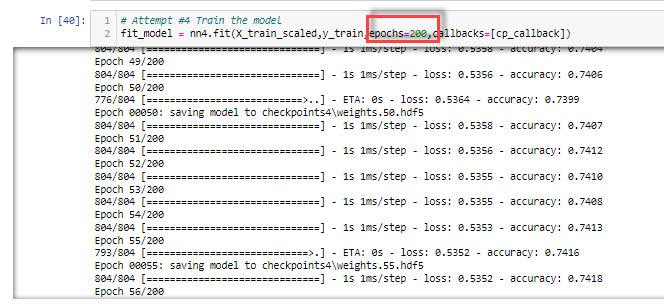 In [40]:
1 # Attempt #4 Train the model
2 fit_model = nn4.fit(X_train_scaled,y_train,epochs=200,callbacks=[cp_callback])
804/804 [==============================] - 1s 1ms/step - loss: 0.5358 - accuracy: 0.7404
Epoch 49/200
804/804 [==============================] - 1s 1ms/step - loss: 0.5356 - accuracy: 0.7406
Epoch 50/200
776/804 [===========================>..] - ETA: 0s - loss: 0.5364 - accuracy: 0.7399
Epoch 00050: saving model to checkpoints4\weights.50.hdf5
804/804 [==============================] - 1s 1ms/step - loss: 0.5358 - accuracy: 0.7407
Epoch 51/200
804/804 [==============================] - 1s 1ms/step - loss: 0.5356 - accuracy: 0.7412
Epoch 52/200
804/804 [==============================] - 1s 1ms/step - loss: 0.5355 - accuracy: 0.7410
Epoch 53/200
804/804 [==============================] - 1s 1ms/step - loss: 0.5355 - accuracy: 0.7408
Epoch 54/200
804/804 [==============================] - 1s 1ms/step - loss: 0.5353 - accuracy: 0.7413
Epoch 55/200
793/804 [============================>.] - ETA: 0s - loss: 0.5352 - accuracy: 0.7416
Epoch 00055: saving model to checkpoints4\weights.55.hdf5
804/804 [==============================] - 1s 1ms/step - loss: 0.5352 - accuracy: 0.7418
Epoch 56/200